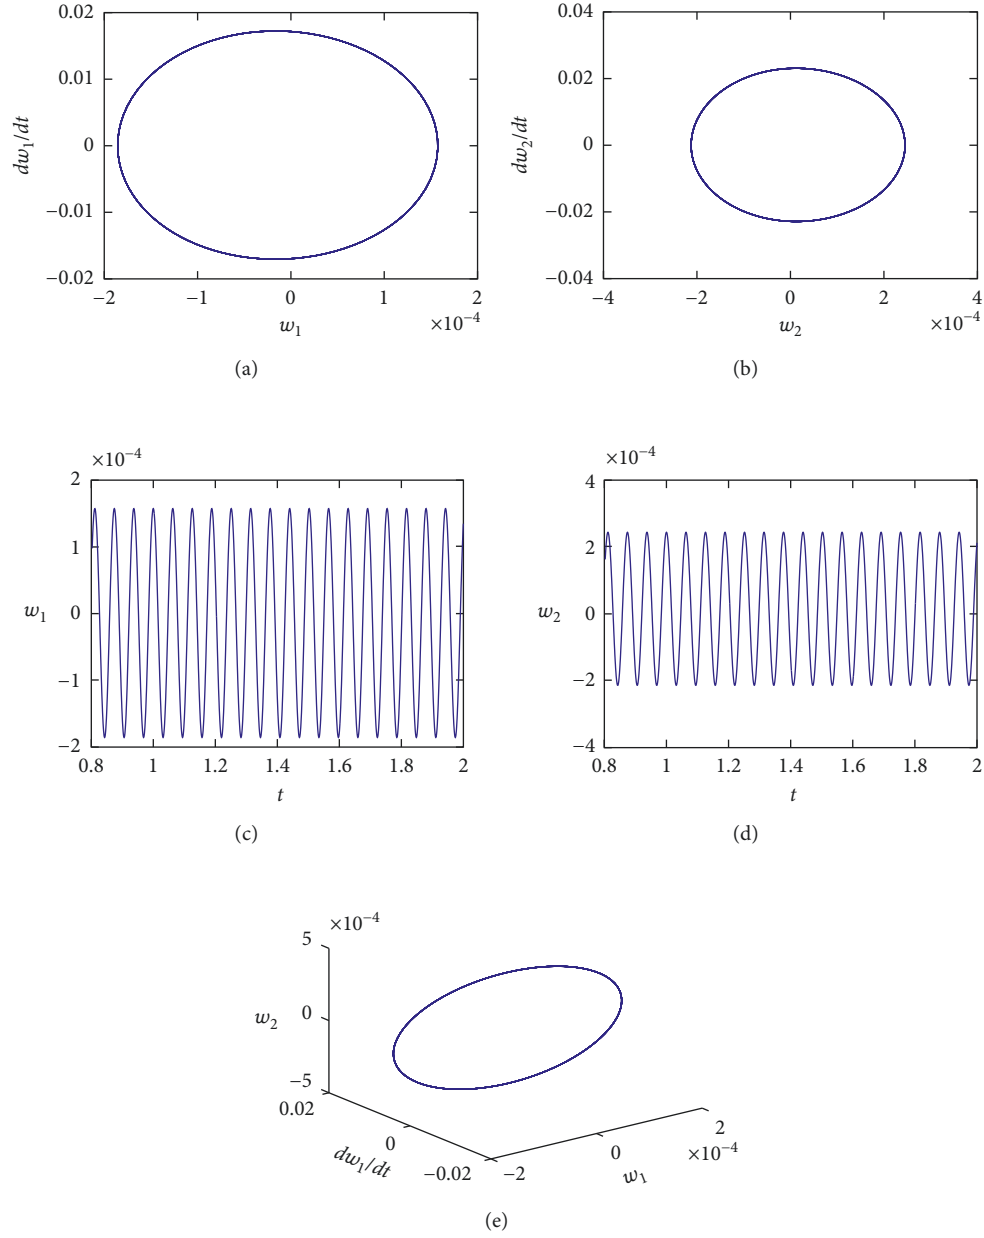 0.02
0.01
0
−0.01
−0.02
dw₁/dt
−2 −1 0 1 2
w₁ ×10⁻⁴
(a)
0.04
0.02
0
−0.02
−0.04
dw₂/dt
−4 −2 0 2 4
w₂ ×10⁻⁴
(b)
×10⁻⁴
2
1
0
−1
−2
w₁
0.8 1 1.2 1.4 1.6 1.8 2
t
(c)
×10⁻⁴
4
2
0
−2
−4
w₂
0.8 1 1.2 1.4 1.6 1.8 2
t
(d)
×10⁻⁴
5
0
−5
w₂
0.02
0
−0.02
dw₁/dt
−2
0
2
×10⁻⁴
w₁
(e)